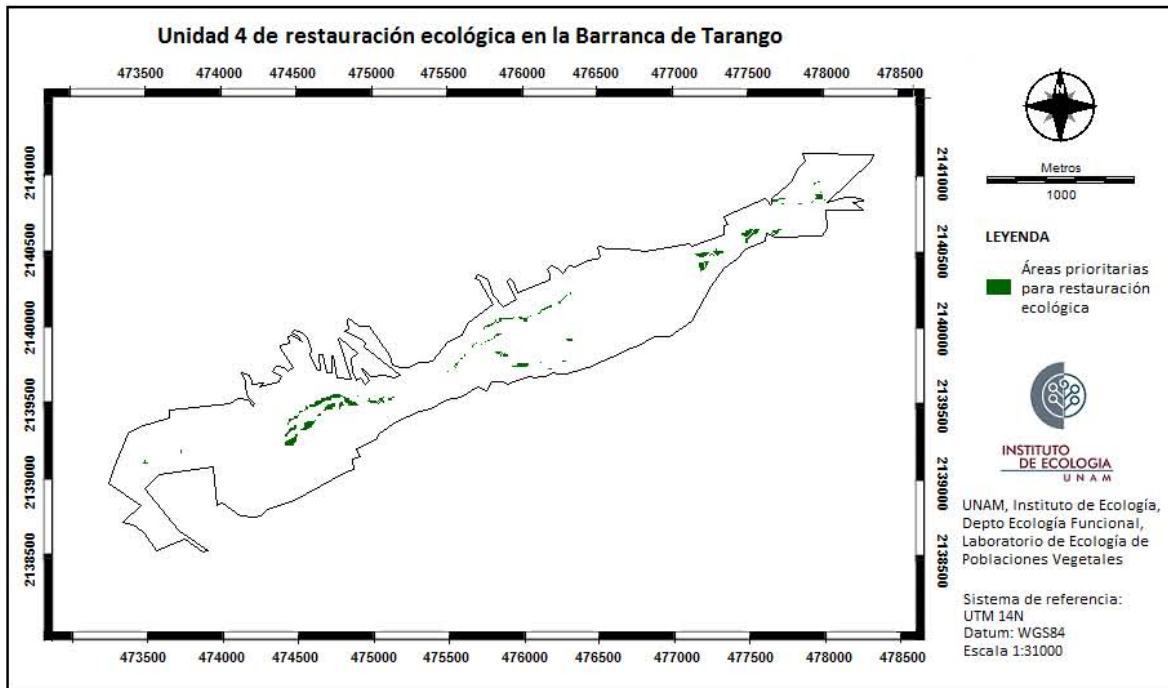 Unidad 4 de restauración ecológica en la Barranca de Tarango
473500 474000 474500 475000 475500 476000 476500 477000 477500 478000 478500
2141000
2140500
2140000
2139500
2139000
2138500
2141000
2140500
2140000
2139500
2139000
2138500
473500 474000 474500 475000 475500 476000 476500 477000 477500 478000 478500
N
Metros
1000
LEYENDA
Áreas prioritarias
para restauración
ecológica
INSTITUTO
DE ECOLOGIA
UNAM
UNAM, Instituto de Ecología,
Depto Ecología Funcional,
Laboratorio de Ecología de
Poblaciones Vegetales
Sistema de referencia:
UTM 14N
Datum: WGS84
Escala 1:31000